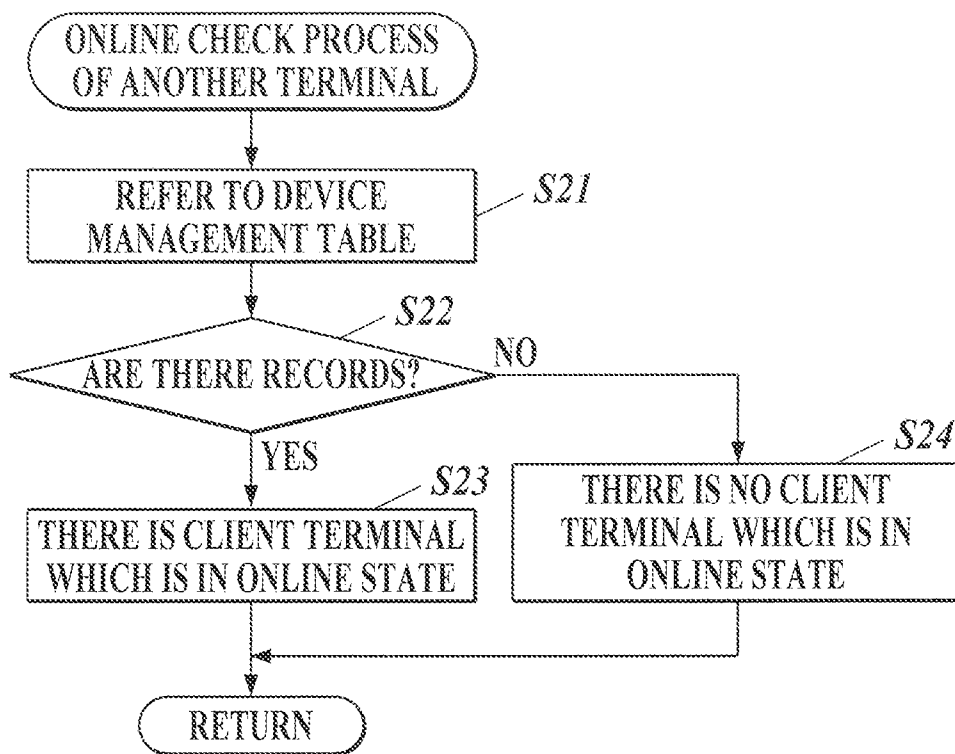 ONLINE CHECK PROCESS
OF ANOTHER TERMINAL
REFER TO DEVICE
MANAGEMENT TABLE
S21
S22
ARE THERE RECORDS?
NO
YES
S23
THERE IS CLIENT TERMINAL
WHICH IS IN ONLINE STATE
S24
THERE IS NO CLIENT
TERMINAL WHICH IS IN
ONLINE STATE
RETURN